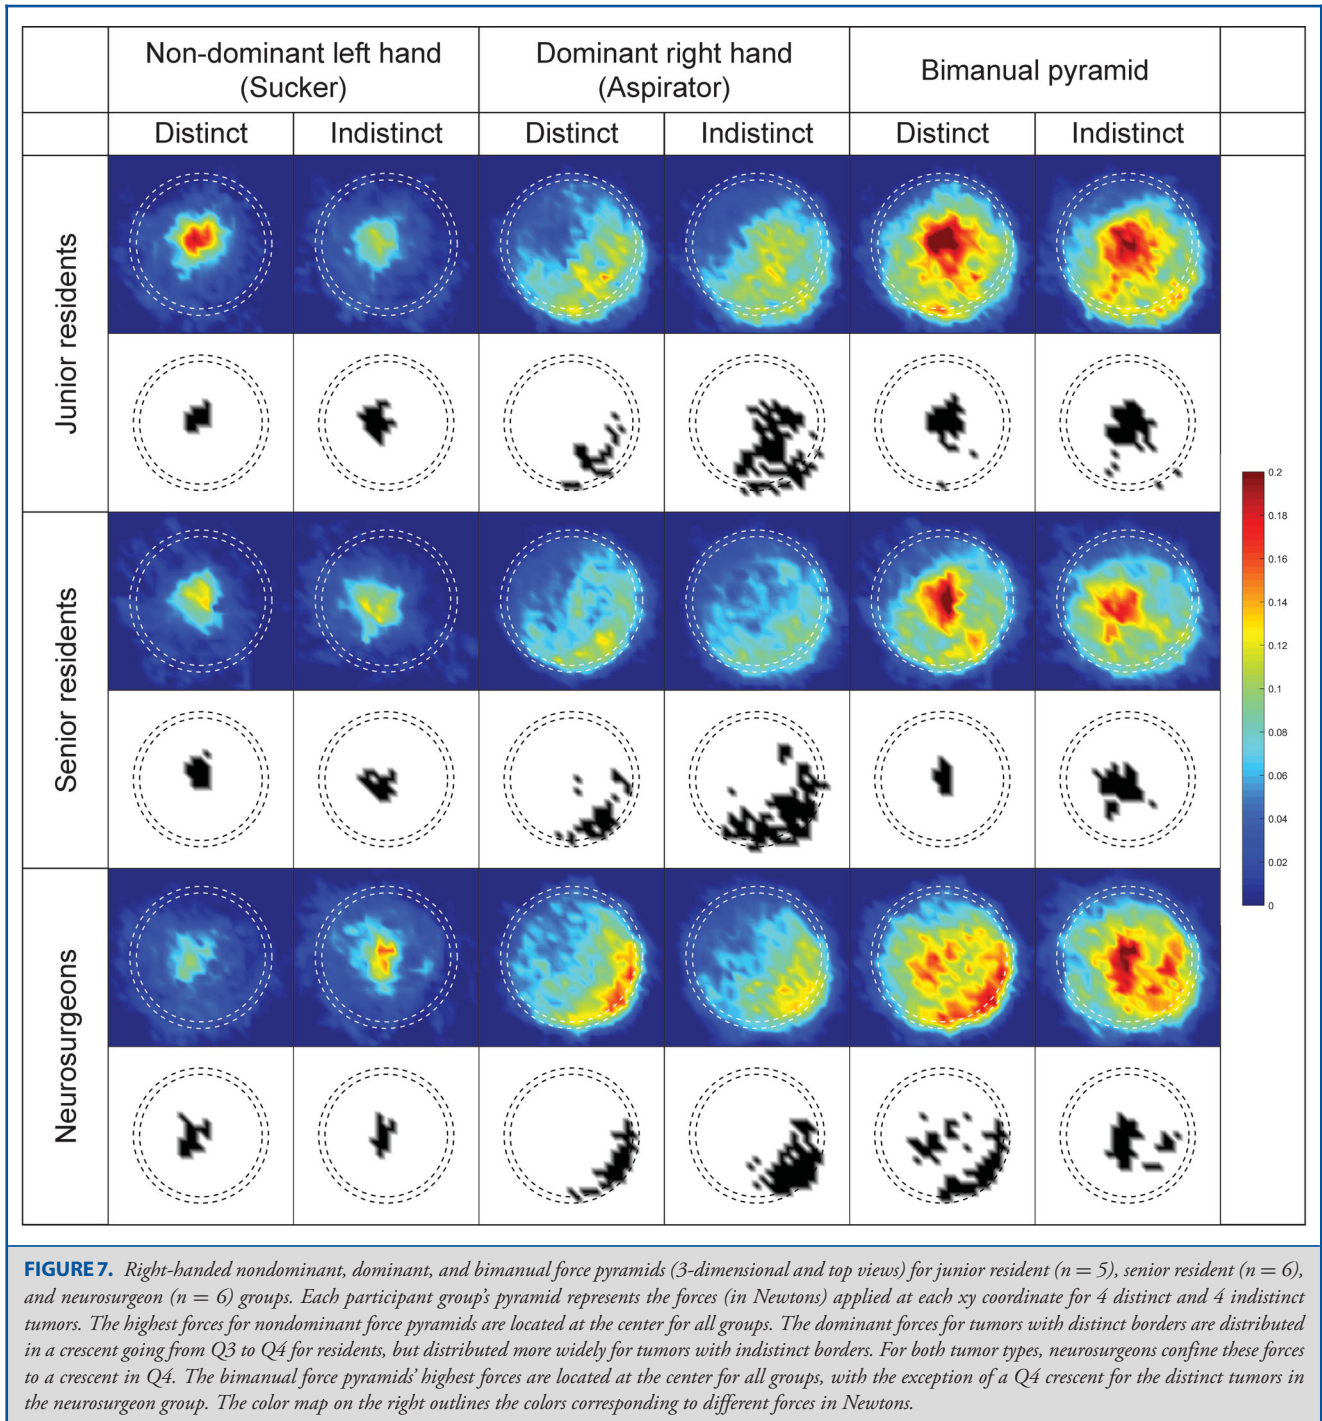 Non-dominant left hand
(Sucker)
Dominant right hand
(Aspirator)
Bimanual pyramid
Distinct
Indistinct
Distinct
Indistinct
Distinct
Indistinct
Junior residents
Senior residents
Neurosurgeons
0.2
0.18
0.16
0.14
0.12
0.1
0.08
0.06
0.04
0.02
0
FIGURE 7. Right-handed nondominant, dominant, and bimanual force pyramids (3-dimensional and top views) for junior resident (n = 5), senior resident (n = 6),
and neurosurgeon (n = 6) groups. Each participant group's pyramid represents the forces (in Newtons) applied at each xy coordinate for 4 distinct and 4 indistinct
tumors. The highest forces for nondominant force pyramids are located at the center for all groups. The dominant forces for tumors with distinct borders are distributed
in a crescent going from Q3 to Q4 for residents, but distributed more widely for tumors with indistinct borders. For both tumor types, neurosurgeons confine these forces
to a crescent in Q4. The bimanual force pyramids' highest forces are located at the center for all groups, with the exception of a Q4 crescent for the distinct tumors in
the neurosurgeon group. The color map on the right outlines the colors corresponding to different forces in Newtons.